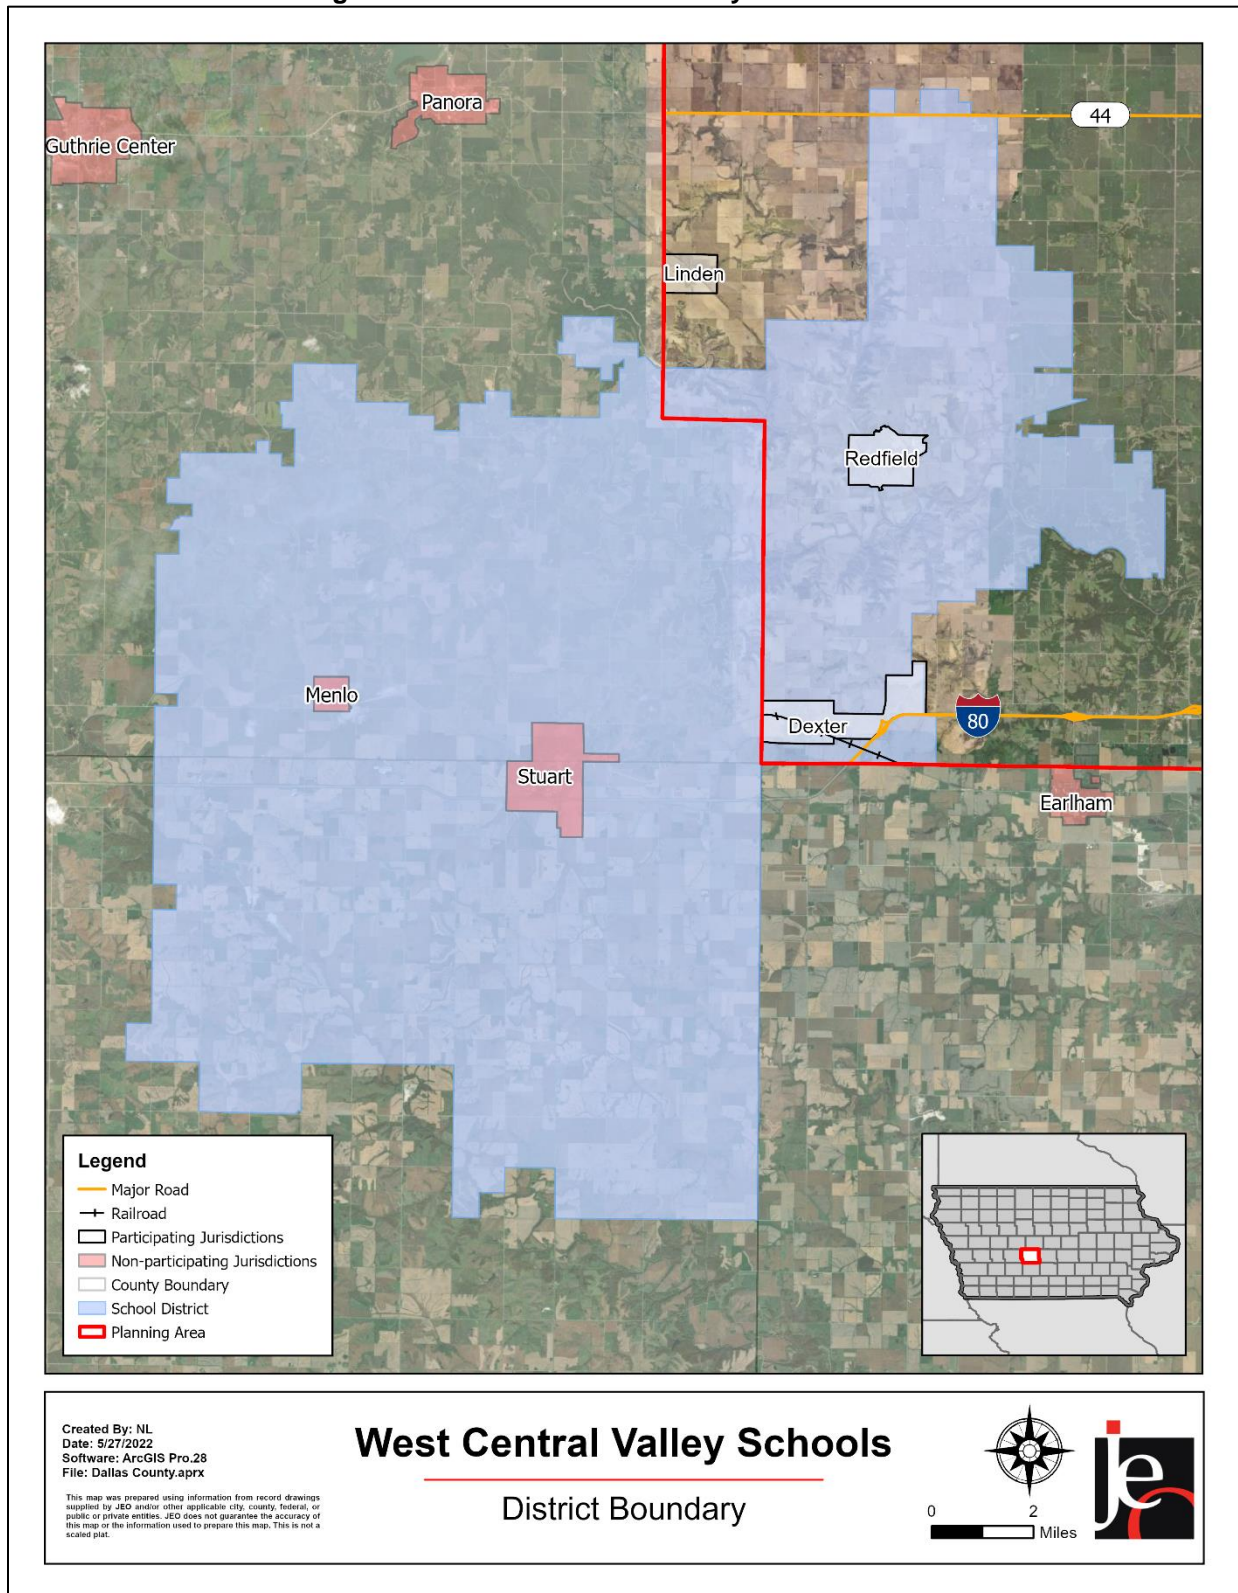 Panora
Guthrie Center
44
Linden
Redfield
Menlo
Dexter
80
Stuart
Earlham
Legend
Major Road
Railroad
Participating Jurisdictions
Non-participating Jurisdictions
County Boundary
School District
Planning Area
Created By: NL
Date: 5/27/2022
Software: ArcGIS Pro.28
File: Dallas County.aprx
This map was prepared using information from record drawings
supplied by JEO and/or other applicable city, county, federal, or
public or private entities. JEO does not guarantee the accuracy of
this map or the information used to prepare this map. This is not a
scaled plat.
West Central Valley Schools
District Boundary
0 2
Miles
jeo